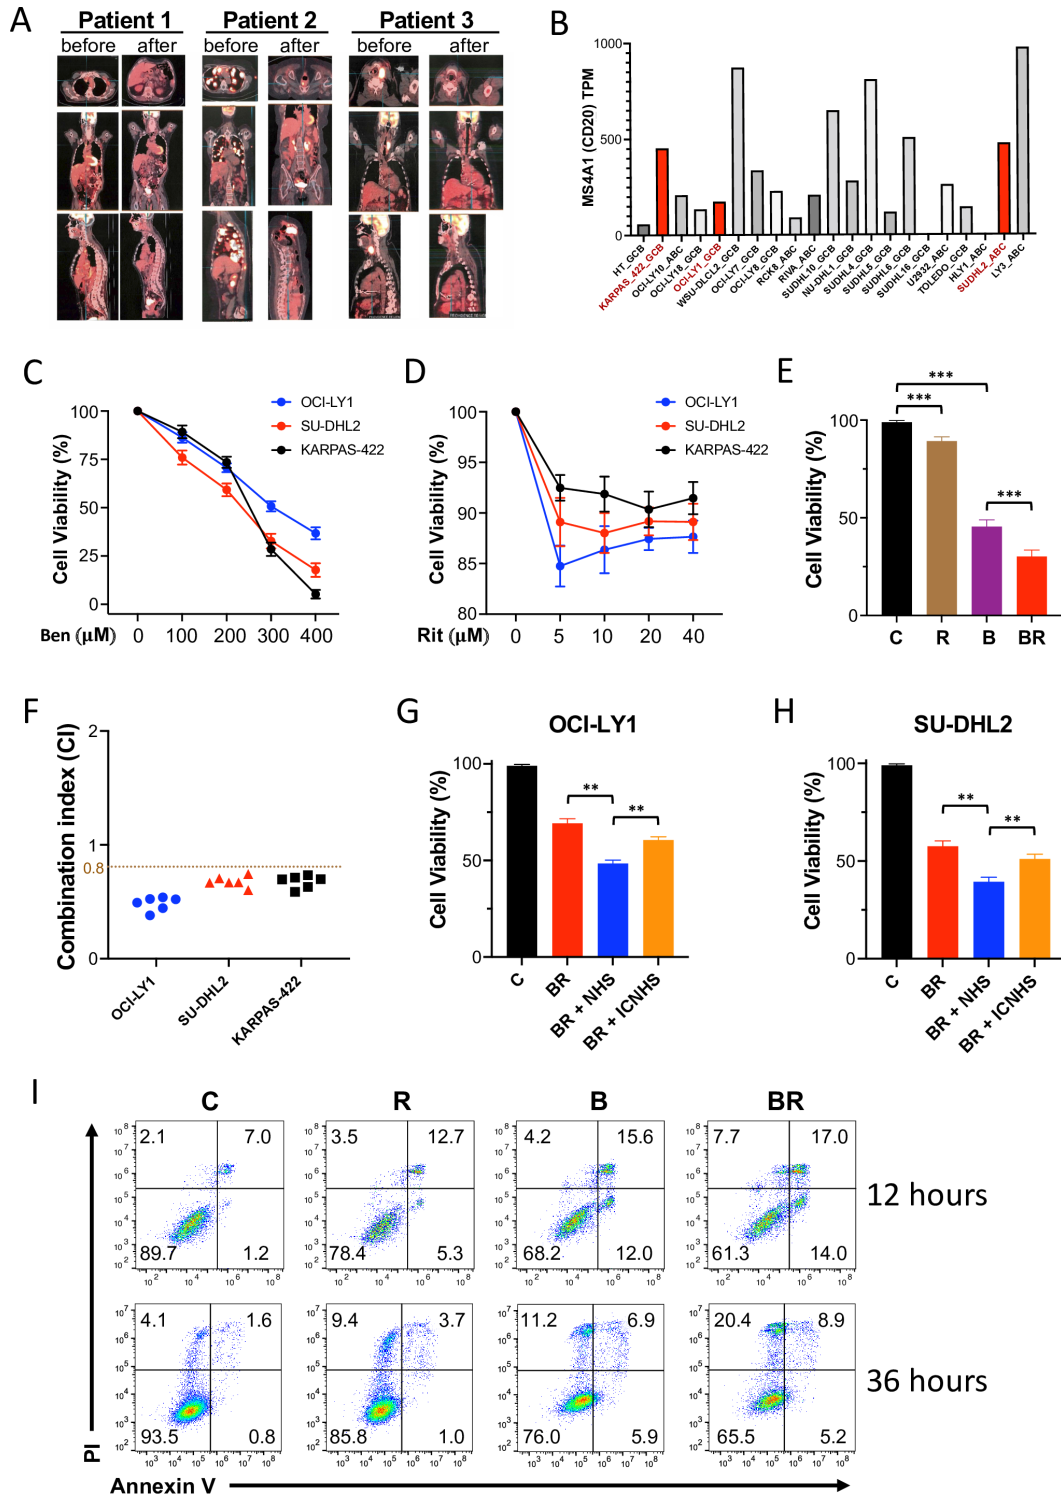 A
Patient 1
Patient 2
Patient 3
before after
before after
before after
B
MS4A1 (CD20) TPM
1000
500
0
HT_GCB
KARPAS_422_GCB
OCI-LY10_ABC
OCI-LY18_GCB
OCI-LY1_GCB
WSU-DLCL2_GCB
OCI-LY7_GCB
OCI-LY8_GCB
RCK8_ABC
RIVA_ABC
SUDHL10_GCB
NU-DHL1_GCB
SUDHL4_GCB
SUDHL5_GCB
SUDHL6_GCB
SUDHL16_GCB
U2932_ABC
TOLEDO_GCB
HLY1_ABC
SUDHL2_ABC
LY3_ABC
C
Cell Viability (%)
100
75
50
25
0
OCI-LY1
SU-DHL2
KARPAS-422
Ben (µM) 0 100 200 300 400
D
Cell Viability (%)
100
95
90
85
80
OCI-LY1
SU-DHL2
KARPAS-422
Rit (µM) 0 5 10 20 40
E
Cell Viability (%)
100
50
0
***
***
***
C R B BR
F
Combination index (CI)
2
1
0.8
0
OCI-LY1
SU-DHL2
KARPAS-422
G
OCI-LY1
Cell Viability (%)
100
50
0
**
**
C
BR
BR + NHS
BR + ICNHS
H
SU-DHL2
Cell Viability (%)
100
50
0
**
**
C
BR
BR + NHS
BR + ICNHS
I
C R B BR
2.1 7.0
89.7 1.2
3.5 12.7
78.4 5.3
4.2 15.6
68.2 12.0
7.7 17.0
61.3 14.0
12 hours
4.1 1.6
93.5 0.8
9.4 3.7
85.8 1.0
11.2 6.9
76.0 5.9
20.4 8.9
65.5 5.2
36 hours
PI
Annexin V